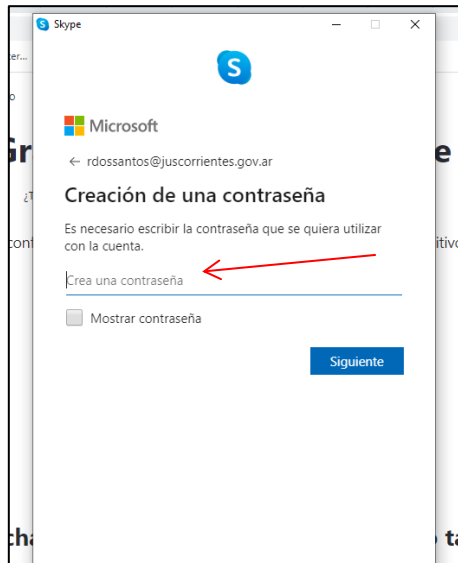 Skype
S
Microsoft
← rdossantos@juscorrientes.gov.ar
Creación de una contraseña
Es necesario escribir la contraseña que se quiera utilizar
con la cuenta.
Crea una contraseña
Mostrar contraseña
Siguiente